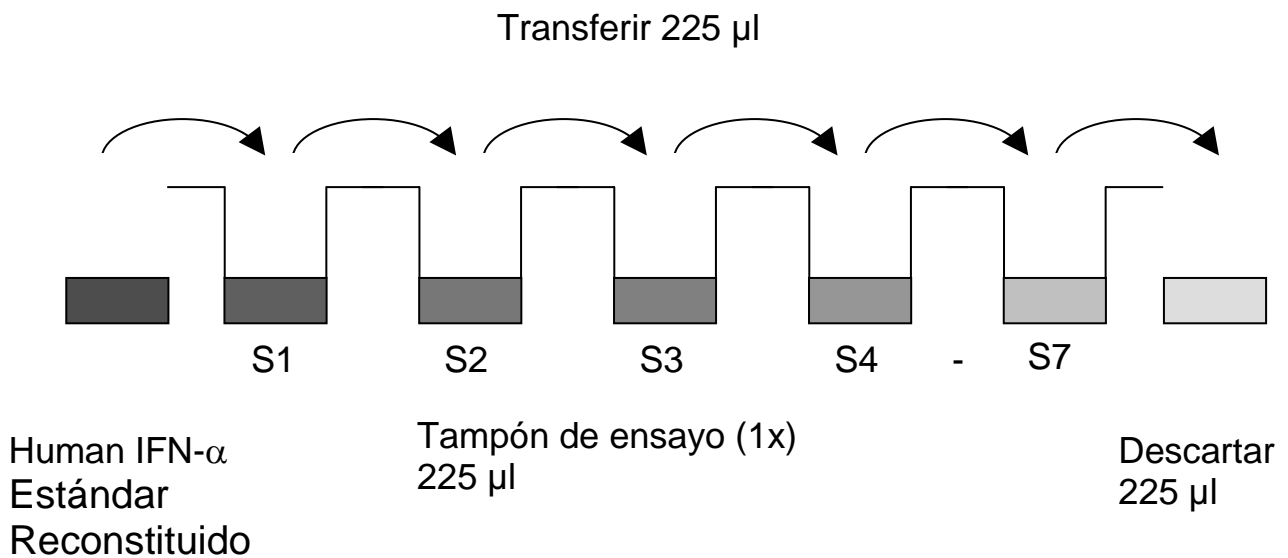 Transferir 225 µl
S1 S2 S3 S4 - S7
Human IFN-α
Estándar
Reconstituido
Tampón de ensayo (1x)
225 µl
Descartar
225 µl